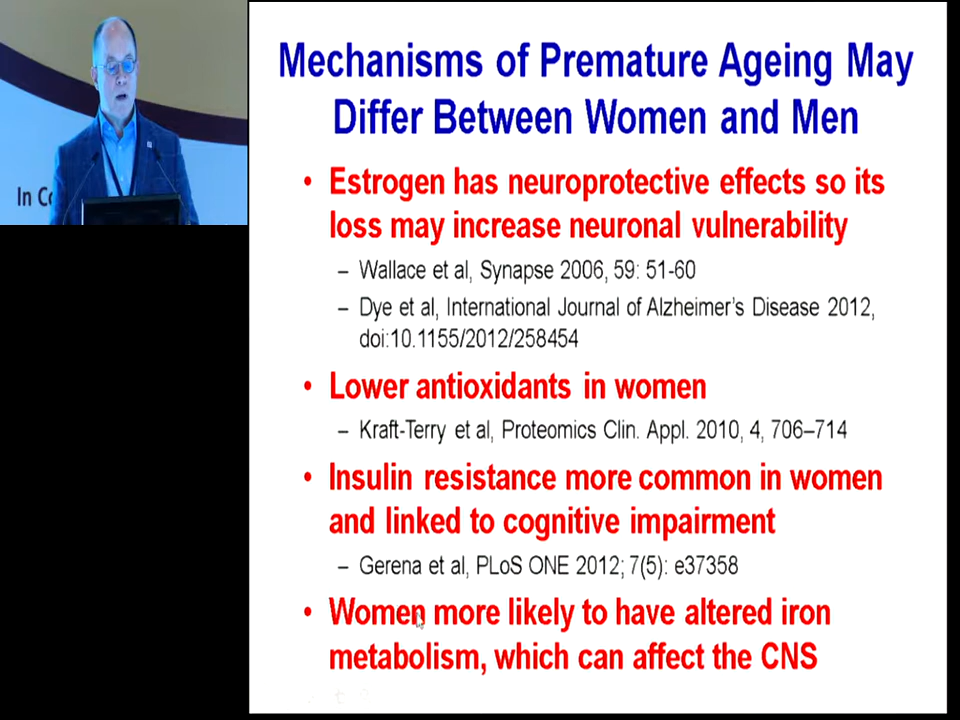 In Co
Mechanisms of Premature Ageing May
Differ Between Women and Men
• Estrogen has neuroprotective effects so its
loss may increase neuronal vulnerability
– Wallace et al, Synapse 2006, 59: 51-60
– Dye et al, International Journal of Alzheimer's Disease 2012,
doi:10.1155/2012/258454
• Lower antioxidants in women
– Kraft-Terry et al, Proteomics Clin. Appl. 2010, 4, 706–714
• Insulin resistance more common in women
and linked to cognitive impairment
– Gerena et al, PLoS ONE 2012; 7(5): e37358
• Women more likely to have altered iron
metabolism, which can affect the CNS